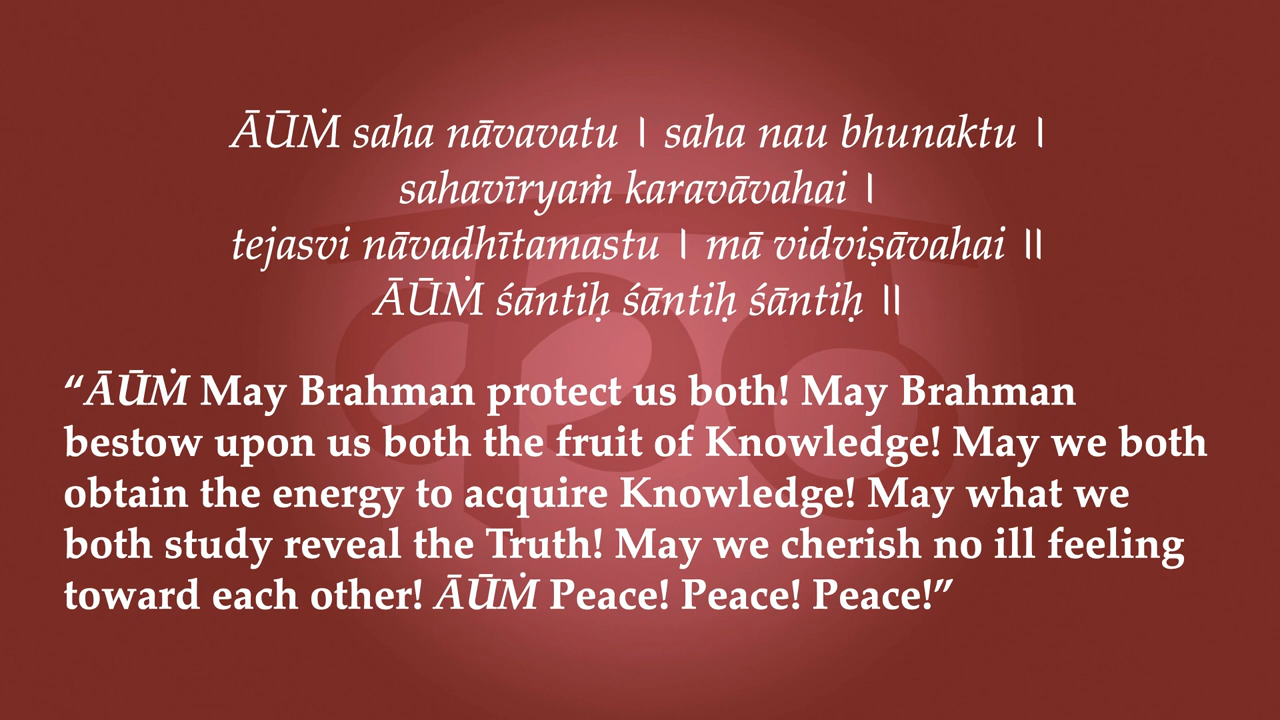 ĀŪṀ saha nāvavatu । saha nau bhunaktu ।
sahavīryaṁ karavāvahai ।
tejasvi nāvadhītamastu । mā vidviṣāvahai ॥
ĀŪṀ śāntiḥ śāntiḥ śāntiḥ ॥
“ĀŪṀ May Brahman protect us both! May Brahman
bestow upon us both the fruit of Knowledge! May we both
obtain the energy to acquire Knowledge! May what we
both study reveal the Truth! May we cherish no ill feeling
toward each other! ĀŪṀ Peace! Peace! Peace!”